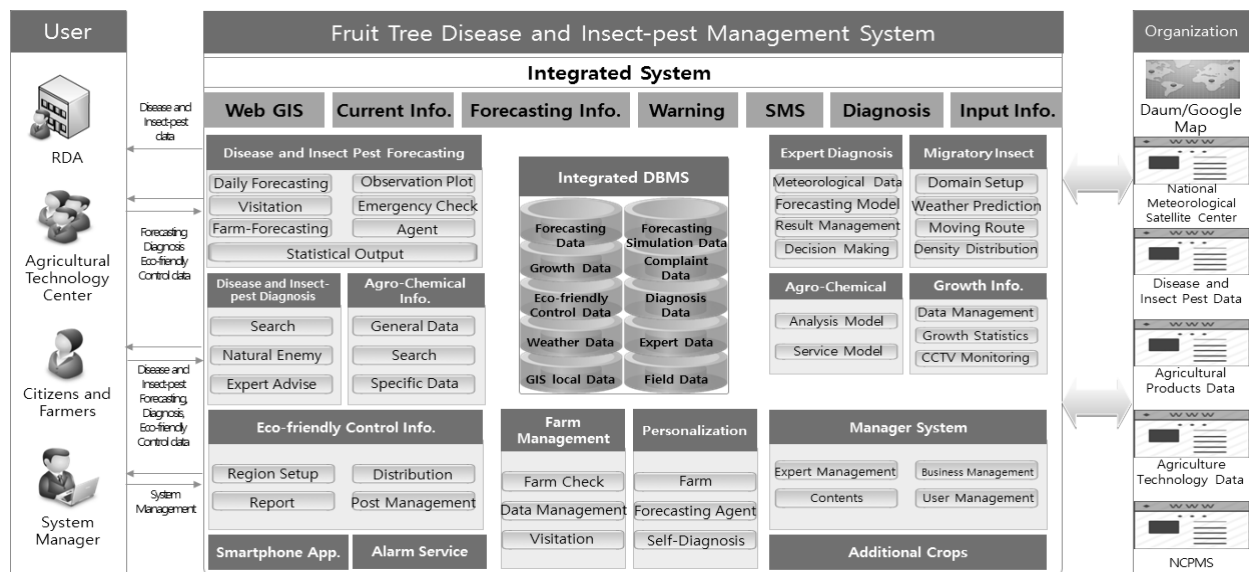 User
RDA
Agricultural
Technology
Center
Citizens and
Farmers
System
Manager
Disease and
Insect-pest
data
Forecasting
Diagnosis
Eco-friendly
Control data
Disease and
Insect-pest
Forecasting,
Diagnosis,
Eco-friendly
Control data
System
Management
Fruit Tree Disease and Insect-pest Management System
Integrated System
Web GIS
Current Info.
Forecasting Info.
Warning
SMS
Diagnosis
Input Info.
Disease and Insect Pest Forecasting
Daily Forecasting
Observation Plot
Visitation
Emergency Check
Farm-Forecasting
Agent
Statistical Output
Disease and Insect-
pest Diagnosis
Search
Natural Enemy
Expert Advise
Agro-Chemical
Info.
General Data
Search
Specific Data
Eco-friendly Control Info.
Region Setup
Distribution
Report
Post Management
Smartphone App.
Alarm Service
Integrated DBMS
Forecasting
Data
Forecasting
Simulation Data
Growth Data
Complaint
Data
Eco-friendly
Control Data
Diagnosis
Data
Weather Data
Expert Data
GIS local Data
Field Data
Farm
Management
Farm Check
Data Management
Visitation
Personalization
Farm
Forecasting Agent
Self-Diagnosis
Expert Diagnosis
Meteorological Data
Forecasting Model
Result Management
Decision Making
Migratory Insect
Domain Setup
Weather Prediction
Moving Route
Density Distribution
Agro-Chemical
Analysis Model
Service Model
Growth Info.
Data Management
Growth Statistics
CCTV Monitoring
Manager System
Expert Management
Business Management
Contents
User Management
Additional Crops
Organization
Daum/Google
Map
WWW
National
Meteorological
Satellite Center
WWW
Disease and
Insect Pest Data
WWW
Agricultural
Products Data
WWW
Agriculture
Technology Data
WWW
NCPMS